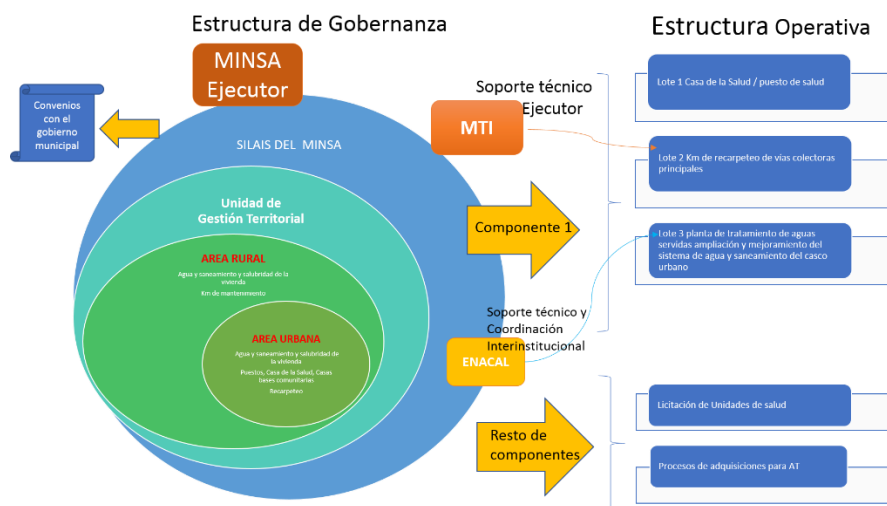 Estructura de Gobernanza
Estructura Operativa
MINSA
Ejecutor
Convenios
con el
gobierno
municipal
SILAIS DEL MINSA
Unidad de
Gestión Territorial
AREA RURAL
Agua y saneamiento y salubridad de la
vivienda
Km de mantenimiento
AREA URBANA
Agua y saneamiento y salubridad de
la vivienda
Puestos, Casa de la Salud, Casas
bases comunitarias
Recarpeteo
Soporte técnico
Ejecutor
MTI
Componente 1
Soporte técnico y
Coordinación
Interinstitucional
ENACAL
Resto de
componentes
Lote 1 Casa de la Salud / puesto de salud
Lote 2 Km de recarpeteo de vías colectoras
principales
Lote 3 planta de tratamiento de aguas
servidas ampliación y mejoramiento del
sistema de agua y saneamiento del casco
urbano
Licitación de Unidades de salud
Procesos de adquisiciones para AT